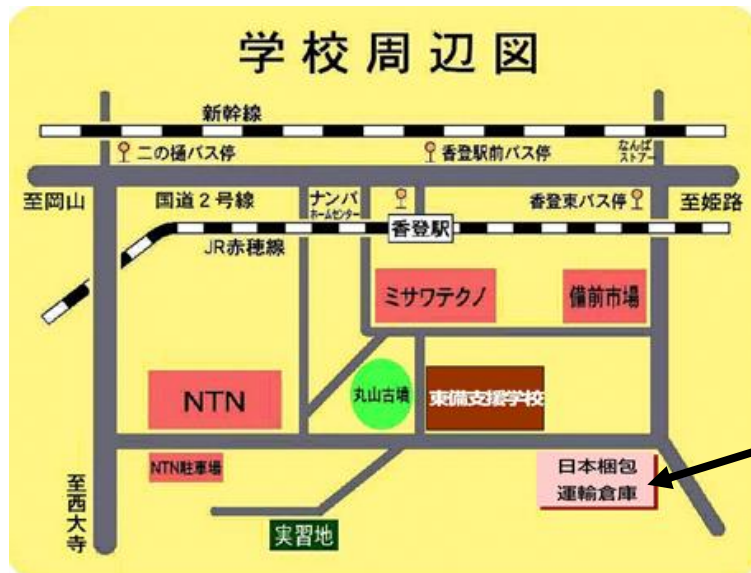 学校周辺図
新幹線
二の樋バス停
香登駅前バス停
なんば
ストアー
至岡山
国道2号線
ナンバ
ホームセンター
香登東バス停
至姫路
香登駅
JR赤穂線
ミサワテクノ
備前市場
NTN
丸山古墳
東備支援学校
NTN駐車場
日本梱包
運輸倉庫
至西大寺
実習地